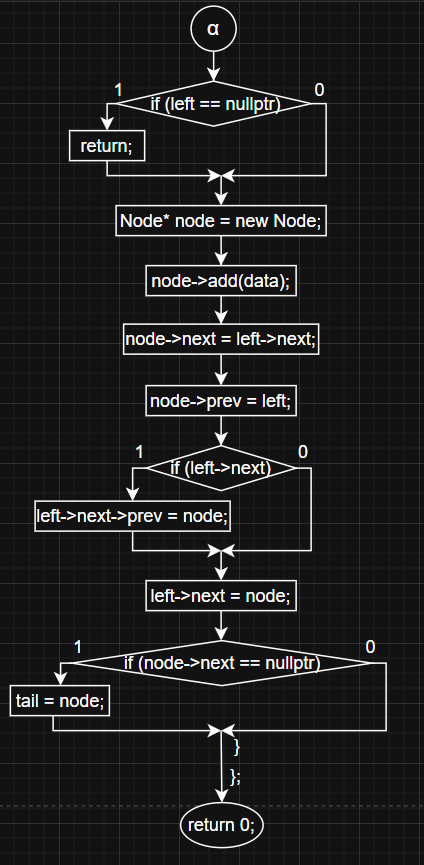 α
if (left == nullptr)
1
0
return;
Node* node = new Node;
node->add(data);
node->next = left->next;
node->prev = left;
if (left->next)
1
0
left->next->prev = node;
left->next = node;
if (node->next == nullptr)
1
0
tail = node;
}
};
return 0;